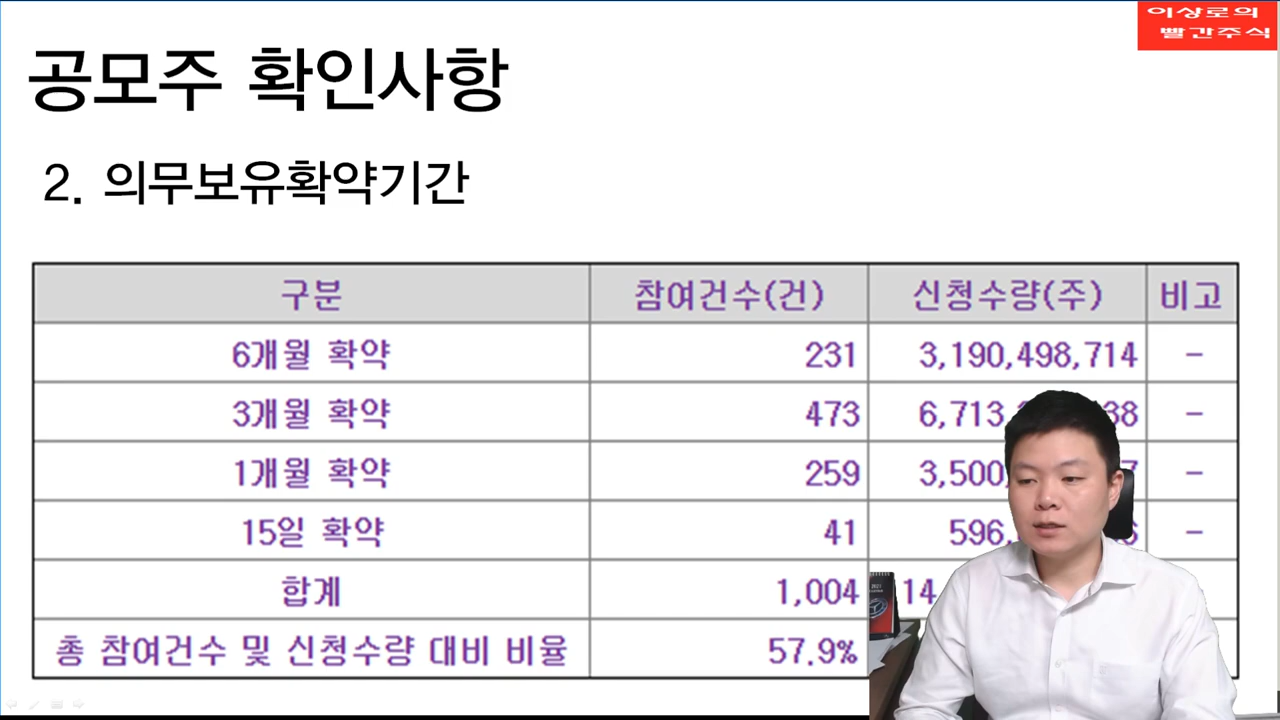 이상로의
빨간주식
공모주 확인사항
2. 의무보유확약기간
구분 참여건수(건) 신청수량(주) 비고
6개월 확약 231 3,190,498,714 -
3개월 확약 473 -
1개월 확약 259 -
15일 확약 41 -
합계 1,004
총 참여건수 및 신청수량 대비 비율 57.9%